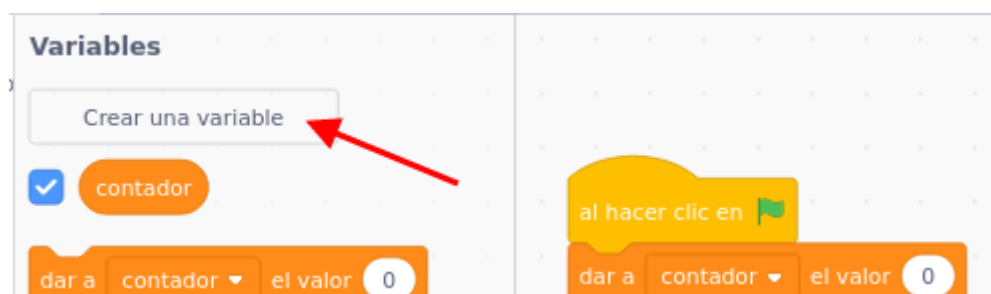 Variables
Crear una variable
contador
dar a contador el valor 0
al hacer clic en
dar a contador el valor 0